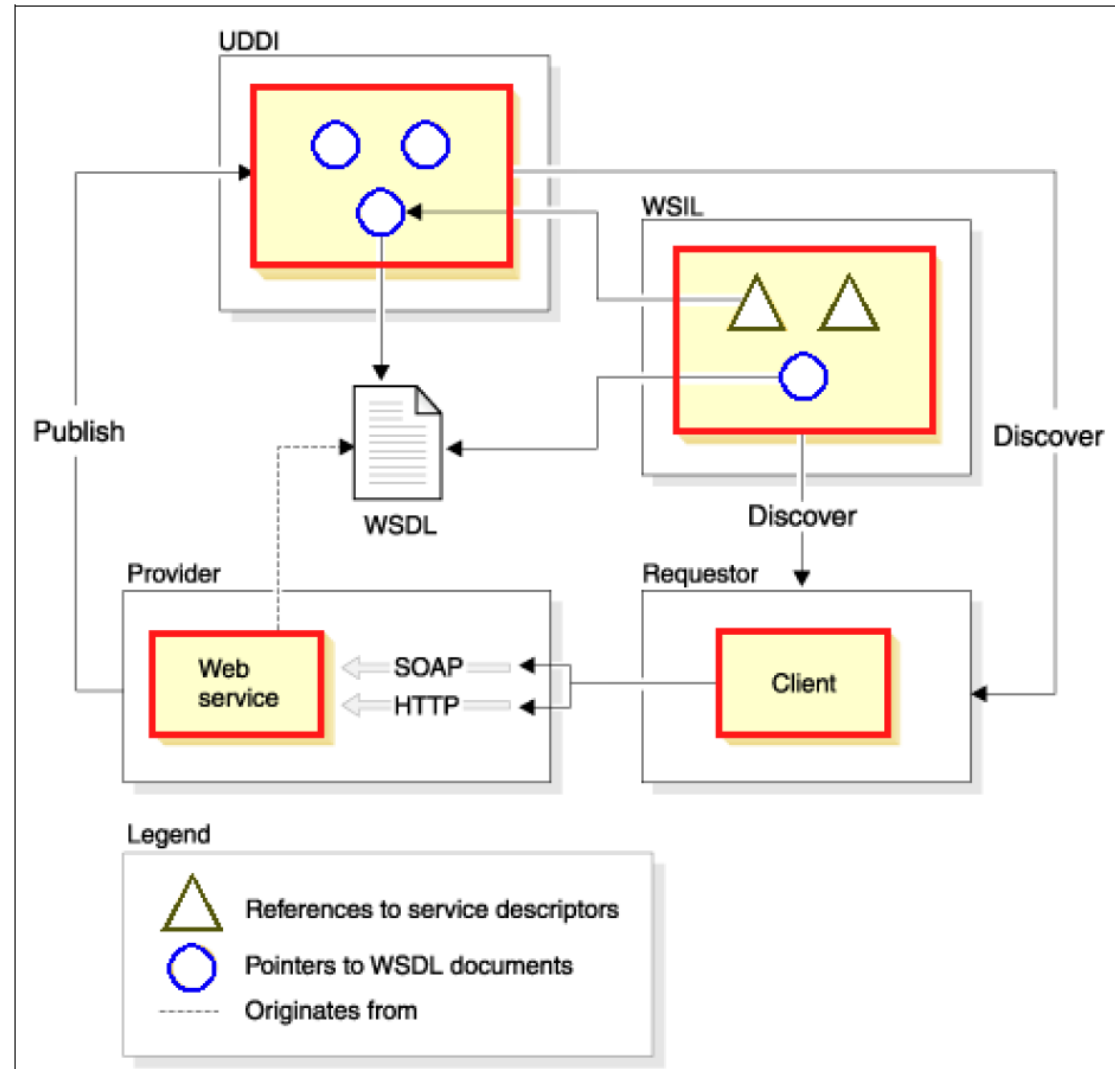 UDDI
WSIL
Publish
Discover
WSDL
Discover
Provider
Requestor
Web
service
SOAP
HTTP
Client
Legend
References to service descriptors
Pointers to WSDL documents
Originates from